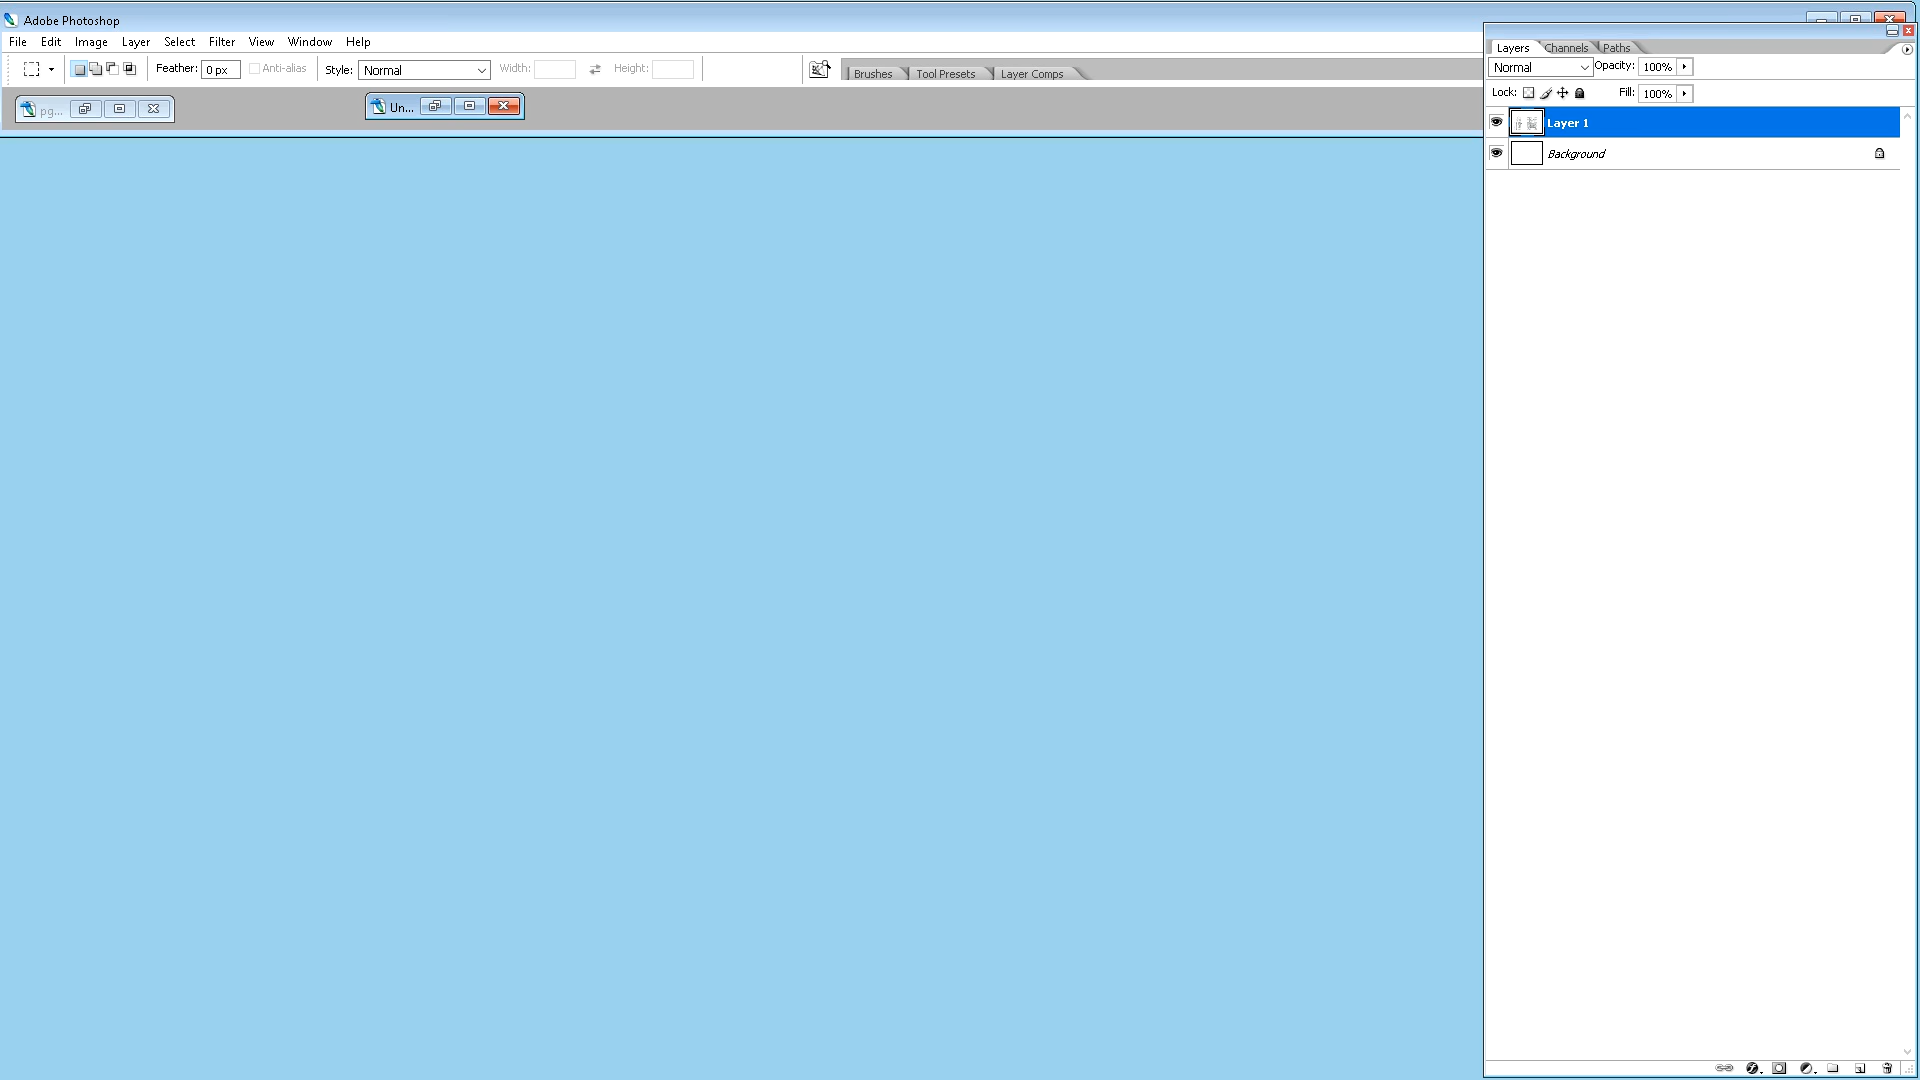 Adobe Photoshop
File Edit Image Layer Select Filter View Window Help
Feather: 0 px Anti-alias Style: Normal Width: Height: Brushes Tool Presets Layer Comps
pg... Un...
Layers Channels Paths
Normal Opacity: 100%
Lock: Fill: 100%
Layer 1
Background